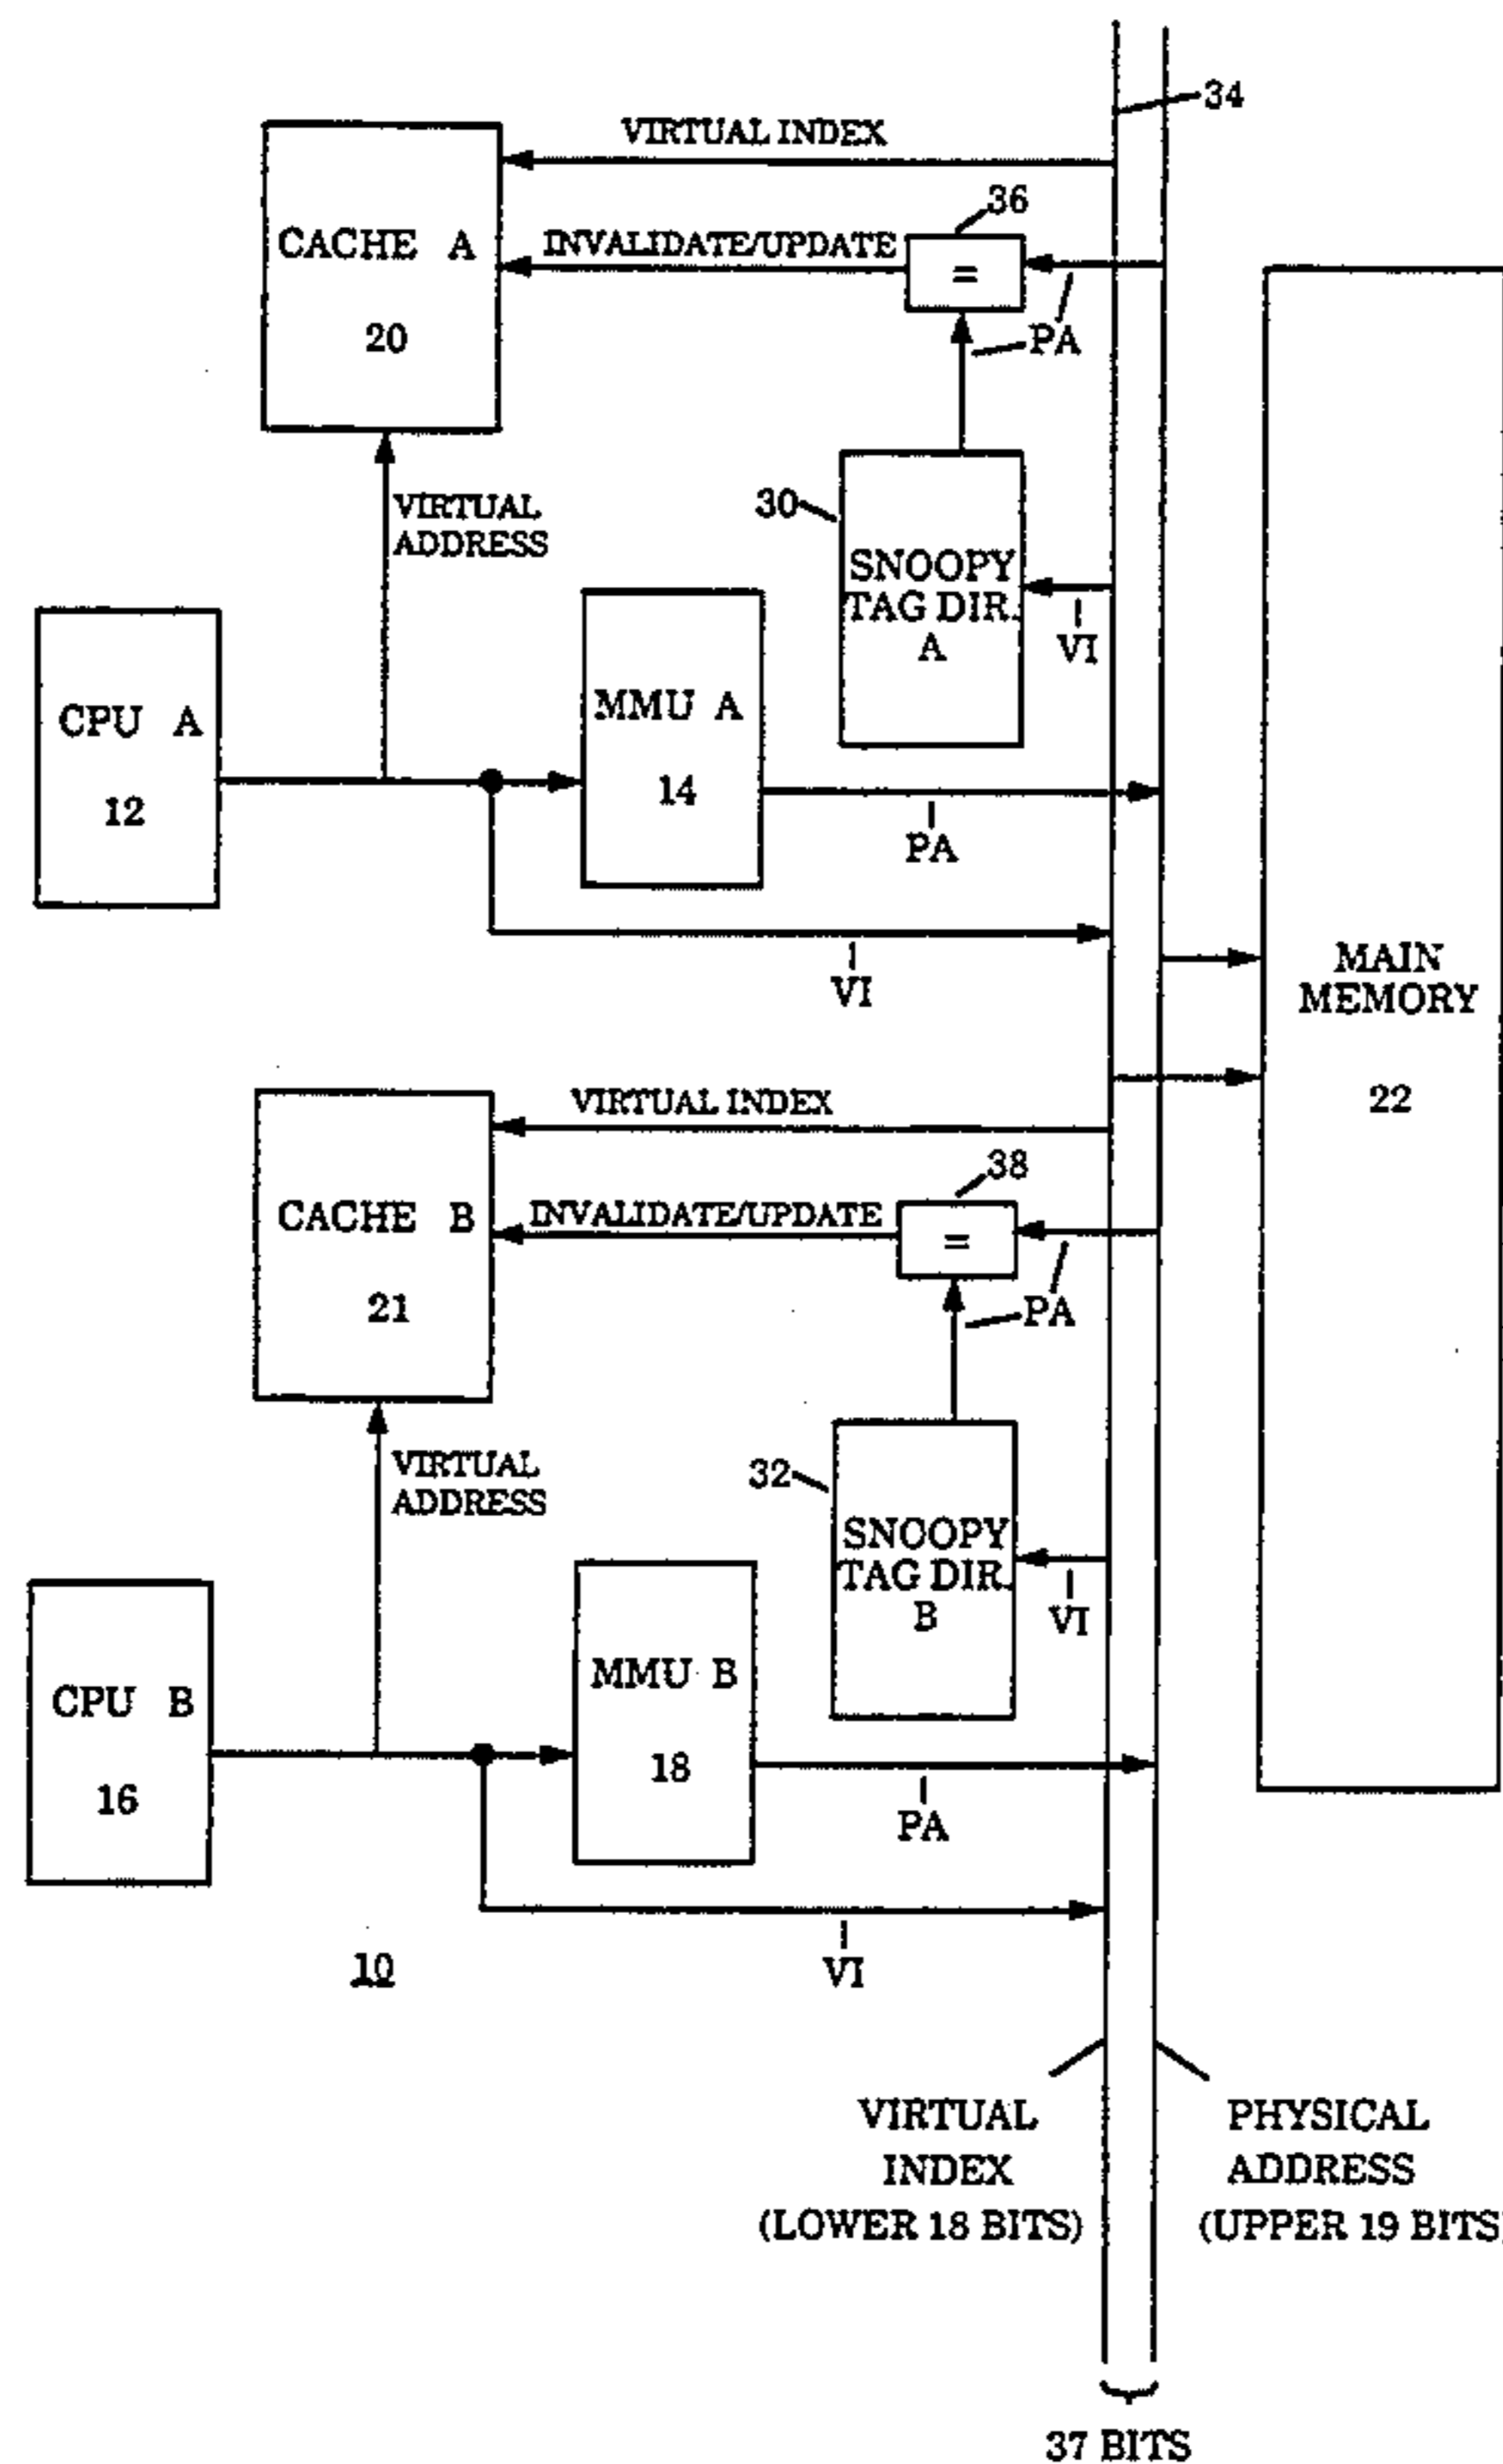 34
VIRTUAL INDEX
36
CACHE A
INVALIDATE/UPDATE
=
20
PA
VIRTUAL
ADDRESS
30
SNOOPY
TAG DIR.
A
VI
CPU A
12
MMU A
14
PA
VI
MAIN
MEMORY
22
VIRTUAL INDEX
38
CACHE B
INVALIDATE/UPDATE
=
21
PA
VIRTUAL
ADDRESS
32
SNOOPY
TAG DIR.
B
VI
CPU B
16
MMU B
18
PA
VI
10
VIRTUAL
INDEX
(LOWER 18 BITS)
PHYSICAL
ADDRESS
(UPPER 19 BITS)
37 BITS